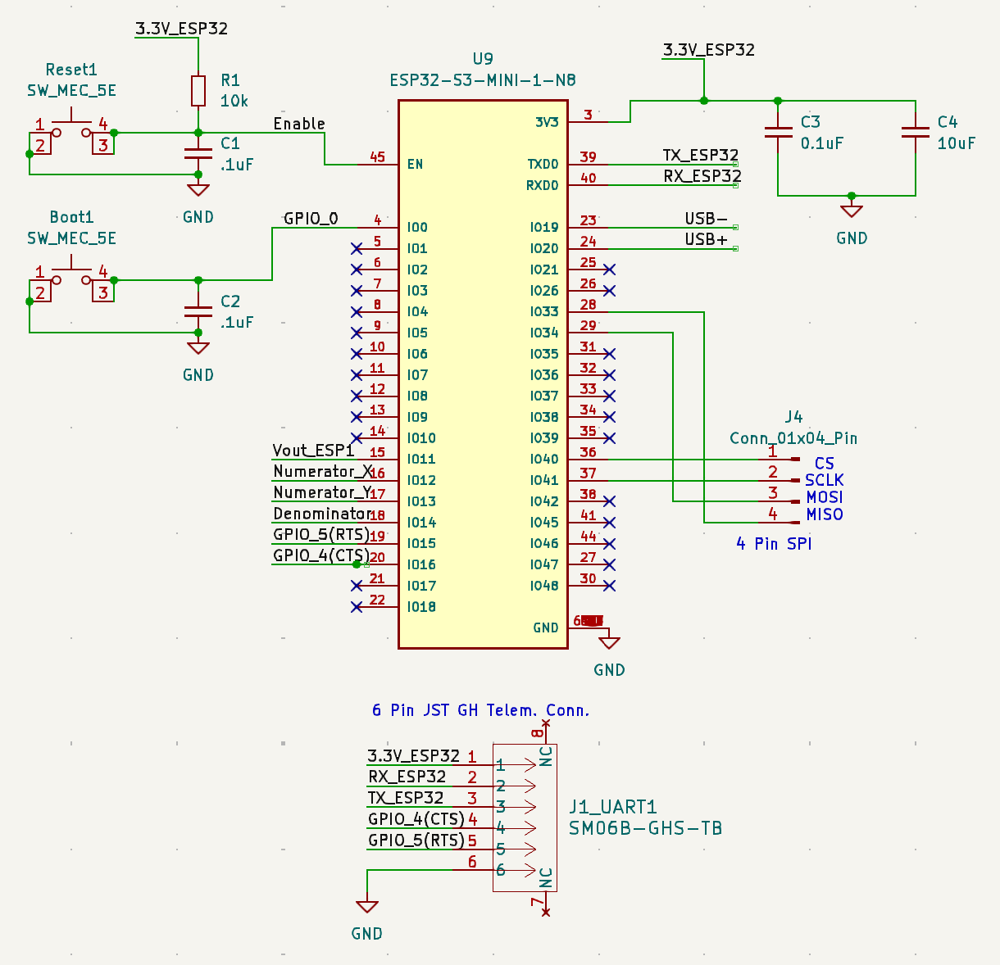 3.3V_ESP32
Reset1
SW_MEC_5E
1
2
4
3
R1
10k
Enable
C1
.1uF
GND
Boot1
SW_MEC_5E
1
2
4
3
GPIO_0
C2
.1uF
GND
U9
ESP32-S3-MINI-1-N8
45 EN
4 IO0
5 IO1
6 IO2
7 IO3
8 IO4
9 IO5
10 IO6
11 IO7
12 IO8
13 IO9
14 IO10
Vout_ESP1 15 IO11
Numerator_X 16 IO12
Numerator_Y 17 IO13
Denominator 18 IO14
GPIO_5(RTS) 19 IO15
GPIO_4(CTS) 20 IO16
21 IO17
22 IO18
3V3 3
TXD0 39 TX_ESP32
RXD0 40 RX_ESP32
IO19 23 USB-
IO20 24 USB+
IO21 25
IO26 26
IO33 28
IO34 29
IO35 31
IO36 32
IO37 33
IO38 34
IO39 35
IO40 36
IO41 37
IO42 38
IO45 41
IO46 44
IO47 27
IO48 30
GND
GND
3.3V_ESP32
C3
0.1uF
C4
10uF
GND
J4
Conn_01x04_Pin
1 CS
2 SCLK
3 MOSI
4 MISO
4 Pin SPI
6 Pin JST GH Telem. Conn.
8
NC
3.3V_ESP32 1 1
RX_ESP32 2 2
TX_ESP32 3 3
GPIO_4(CTS) 4 4
GPIO_5(RTS) 5 5
6 6
NC
7
J1_UART1
SM06B-GHS-TB
GND